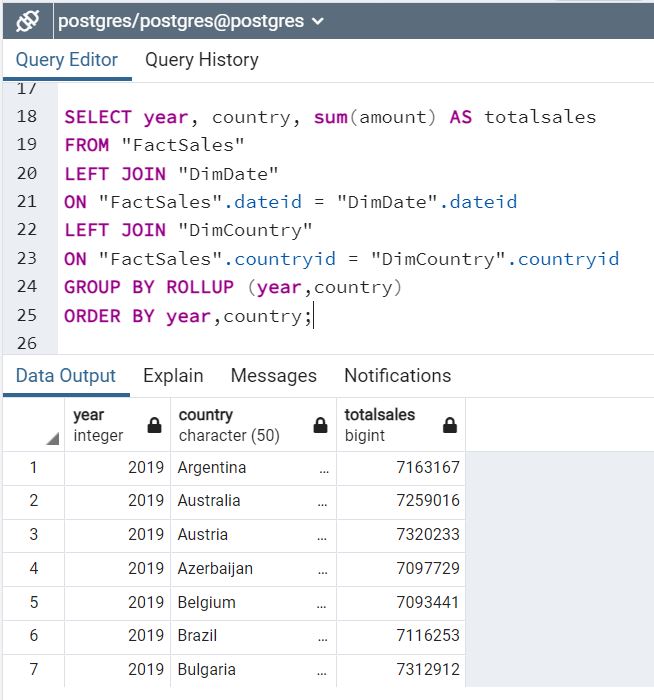 postgres/postgres@postgres
Query Editor Query History
17
18 SELECT year, country, sum(amount) AS totalsales
19 FROM "FactSales"
20 LEFT JOIN "DimDate"
21 ON "FactSales".dateid = "DimDate".dateid
22 LEFT JOIN "DimCountry"
23 ON "FactSales".countryid = "DimCountry".countryid
24 GROUP BY ROLLUP (year,country)
25 ORDER BY year,country;
26
Data Output Explain Messages Notifications
year country totalsales
integer character (50) bigint
1 2019 Argentina ... 7163167
2 2019 Australia ... 7259016
3 2019 Austria ... 7320233
4 2019 Azerbaijan ... 7097729
5 2019 Belgium ... 7093441
6 2019 Brazil ... 7116253
7 2019 Bulgaria ... 7312912